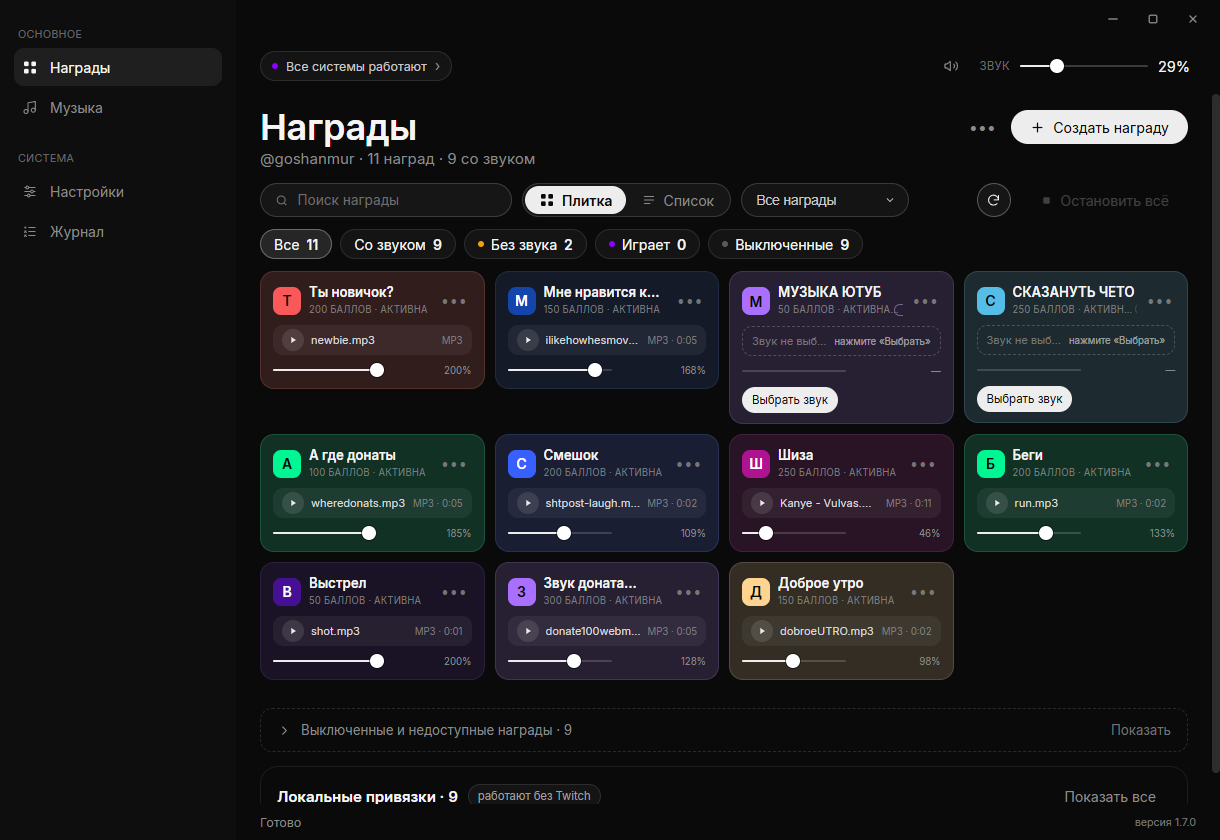 ОСНОВНОЕ
Награды
Музыка
СИСТЕМА
Настройки
Журнал
Все системы работают
ЗВУК 29%
Награды
@goshanmur · 11 наград · 9 со звуком
Создать награду
Поиск награды
Плитка
Список
Все награды
Остановить всё
Все 11
Со звуком 9
Без звука 2
Играет 0
Выключенные 9
Т
Ты новичок?
200 БАЛЛОВ · АКТИВНА
newbie.mp3 MP3
200%
М
Мне нравится к...
150 БАЛЛОВ · АКТИВНА
ilikehowhesmov... MP3 · 0:05
168%
М
МУЗЫКА ЮТУБ
50 БАЛЛОВ · АКТИВНА...
Звук не выб... нажмите «Выбрать»
—
Выбрать звук
С
СКАЗАНУТЬ ЧЕТО
250 БАЛЛОВ · АКТИВН...
Звук не выб... нажмите «Выбрать»
—
Выбрать звук
А
А где донаты
100 БАЛЛОВ · АКТИВНА
wheredonats.mp3 MP3 · 0:05
185%
С
Смешок
200 БАЛЛОВ · АКТИВНА
shtpost-laugh.m... MP3 · 0:02
109%
Ш
Шиза
250 БАЛЛОВ · АКТИВНА
Kanye - Vulvas.... MP3 · 0:11
46%
Б
Беги
200 БАЛЛОВ · АКТИВНА
run.mp3 MP3 · 0:02
133%
В
Выстрел
50 БАЛЛОВ · АКТИВНА
shot.mp3 MP3 · 0:01
200%
З
Звук доната...
300 БАЛЛОВ · АКТИВНА
donate100webm... MP3 · 0:05
128%
Д
Доброе утро
150 БАЛЛОВ · АКТИВНА
dobroeUTRO.mp3 MP3 · 0:02
98%
Выключенные и недоступные награды · 9
Показать
Локальные привязки · 9
работают без Twitch
Показать все
Готово
версия 1.7.0